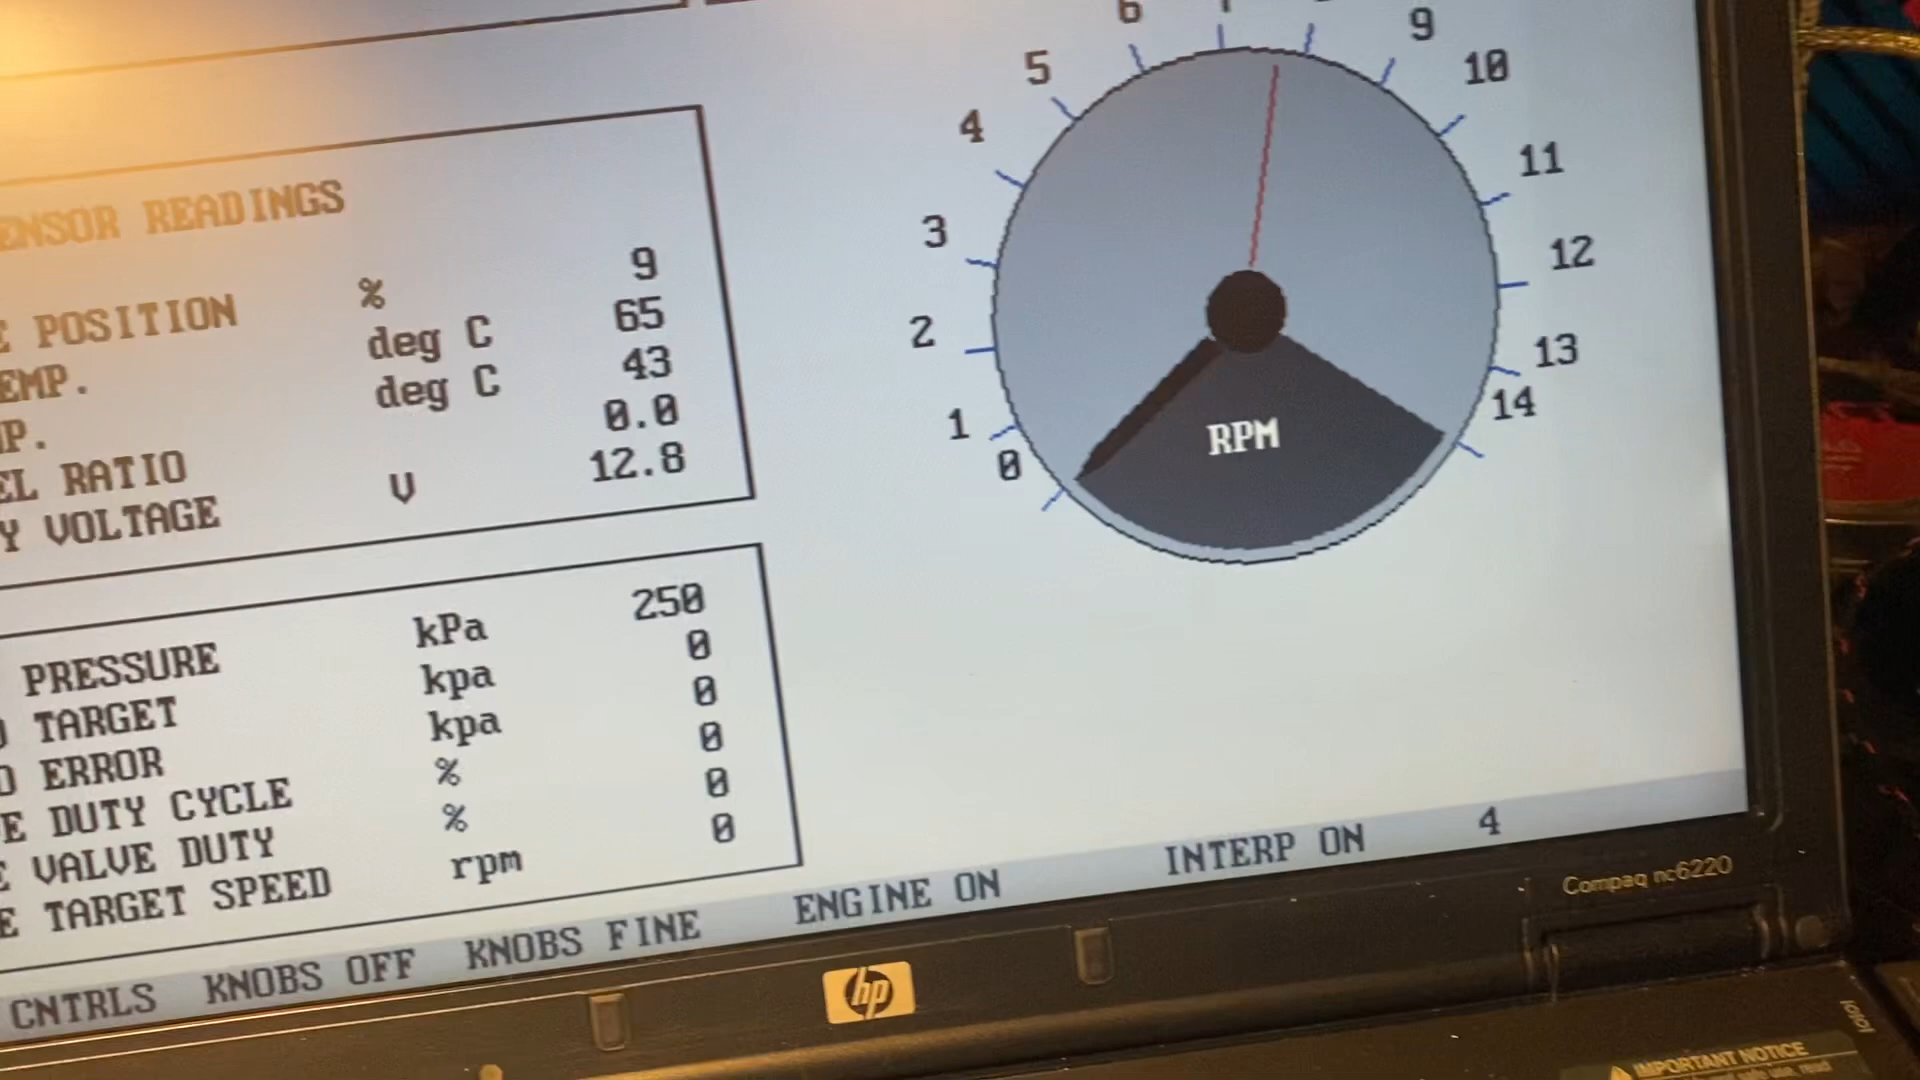 ENSOR READINGS
E POSITION % 9
EMP. deg C 65
P. deg C 43
EL RATIO 0.0
Y VOLTAGE V 12.8
PRESSURE kPa 250
TARGET kpa 0
ERROR kpa 0
E DUTY CYCLE % 0
E VALVE DUTY % 0
E TARGET SPEED rpm 0
0
1
2
3
4
5
6
9
10
11
12
13
14
RPM
CNTRLS KNOBS OFF KNOBS FINE ENGINE ON INTERP ON 4
Compaq nc6220
hp
IMPORTANT NOTICE